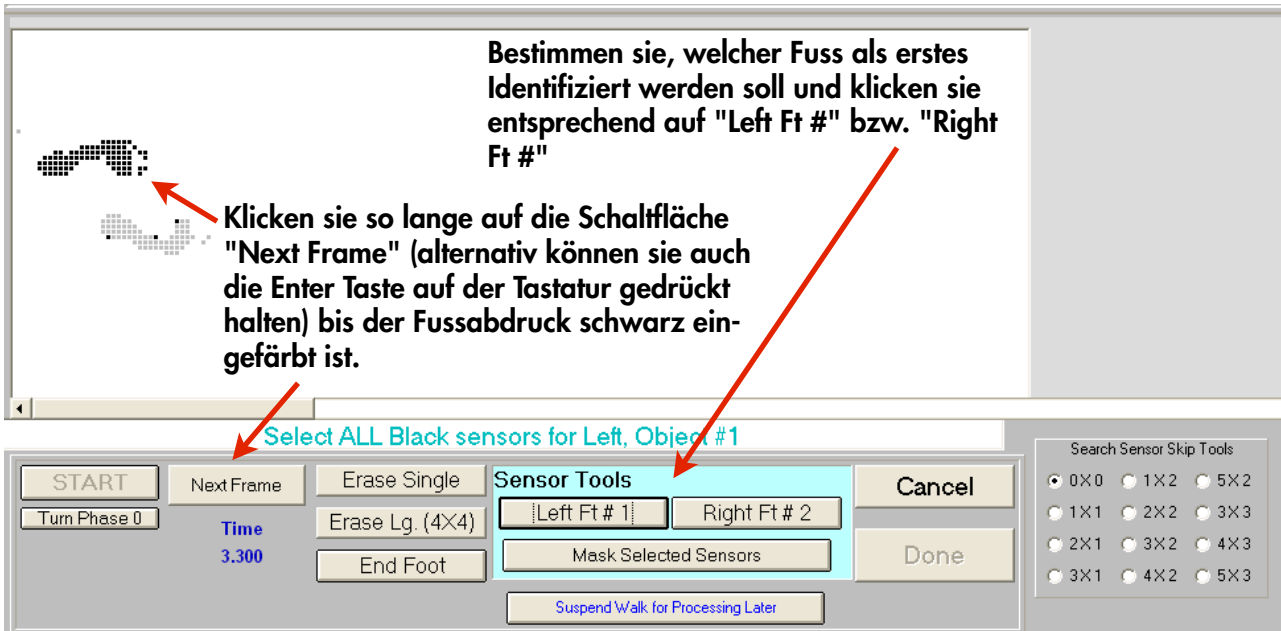 Bestimmen sie, welcher Fuss als erstes
Identifiziert werden soll und klicken sie
entsprechend auf "Left Ft #" bzw. "Right
Ft #"
Klicken sie so lange auf die Schaltfläche
"Next Frame" (alternativ können sie auch
die Enter Taste auf der Tastatur gedrückt
halten) bis der Fussabdruck schwarz ein-
gefärbt ist.
Select ALL Black sensors for Left, Object #1
START
Turn Phase 0
Next Frame
Time
3.300
Erase Single
Erase Lg. (4X4)
End Foot
Sensor Tools
Left Ft # 1
Right Ft # 2
Mask Selected Sensors
Suspend Walk for Processing Later
Cancel
Done
Search Sensor Skip Tools
0X0 1X2 5X2
1X1 2X2 3X3
2X1 3X2 4X3
3X1 4X2 5X3